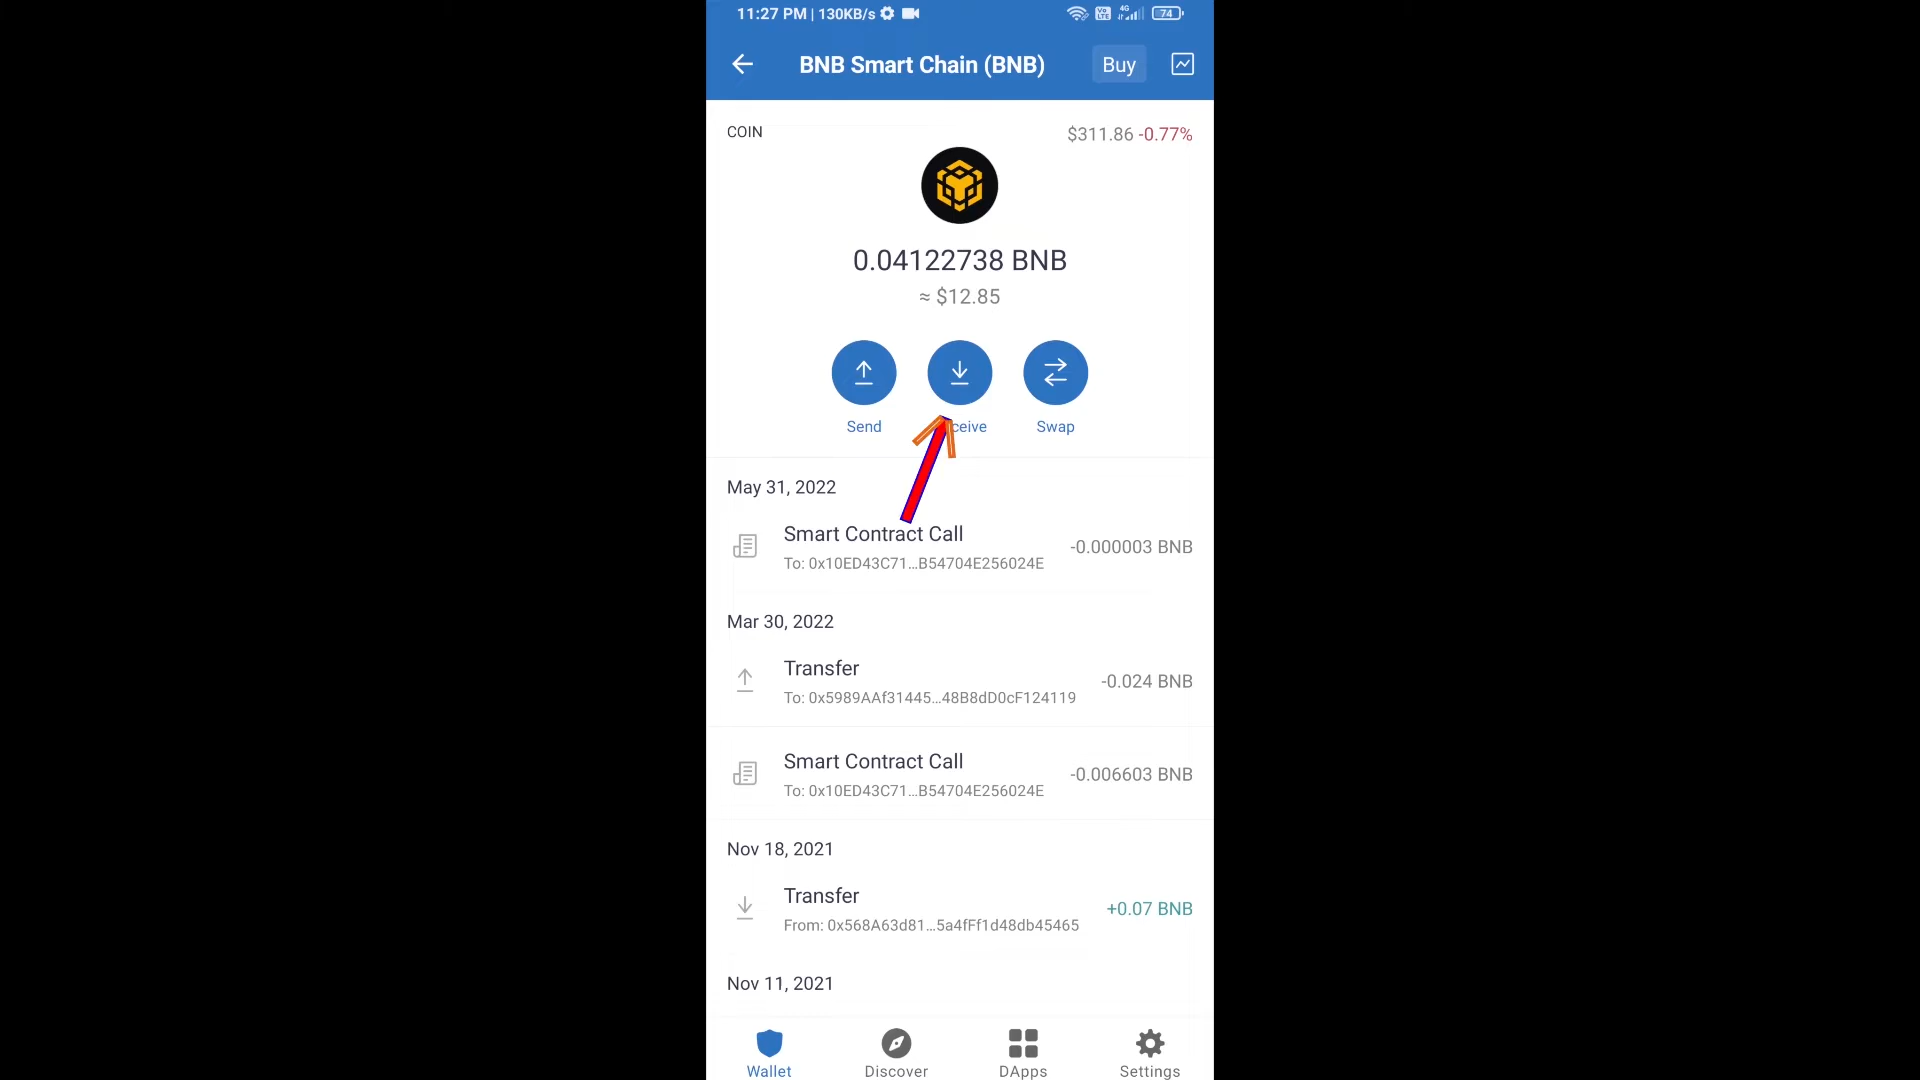 11:27 PM | 130KB/s
4G
74
BNB Smart Chain (BNB)
Buy
COIN
$311.86 -0.77%
0.04122738 BNB
≈ $12.85
Send
ceive
Swap
May 31, 2022
Smart Contract Call
-0.000003 BNB
To: 0x10ED43C71...B54704E256024E
Mar 30, 2022
Transfer
-0.024 BNB
To: 0x5989AAf31445...48B8dD0cF124119
Smart Contract Call
-0.006603 BNB
To: 0x10ED43C71...B54704E256024E
Nov 18, 2021
Transfer
+0.07 BNB
From: 0x568A63d81...5a4fFf1d48db45465
Nov 11, 2021
Wallet
Discover
DApps
Settings